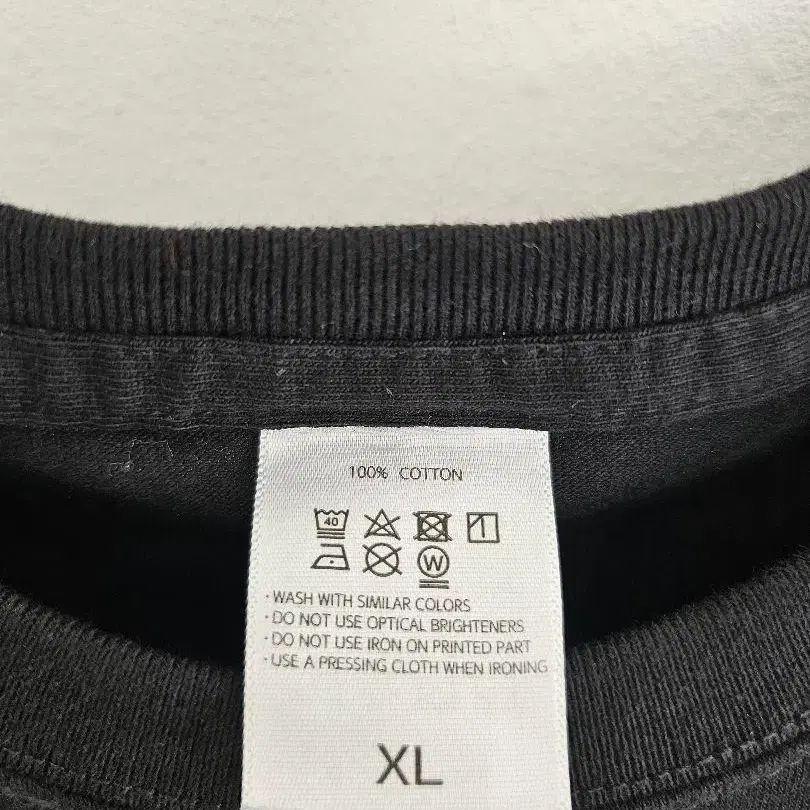 100% COTTON
40
W
· WASH WITH SIMILAR COLORS
· DO NOT USE OPTICAL BRIGHTENERS
· DO NOT USE IRON ON PRINTED PART
· USE A PRESSING CLOTH WHEN IRONING
XL